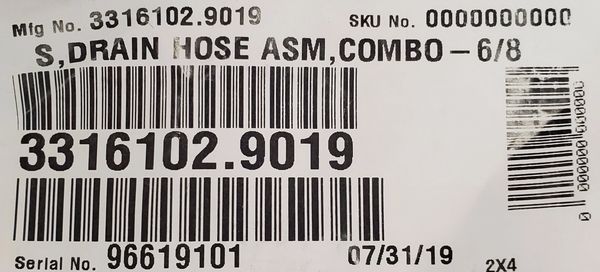 Mfg No. 3316102.9019 SKU No. 0000000000
S,DRAIN HOSE ASM,COMBO - 6/8
3316102.9019
Serial No. 96619101 07/31/19 2X4